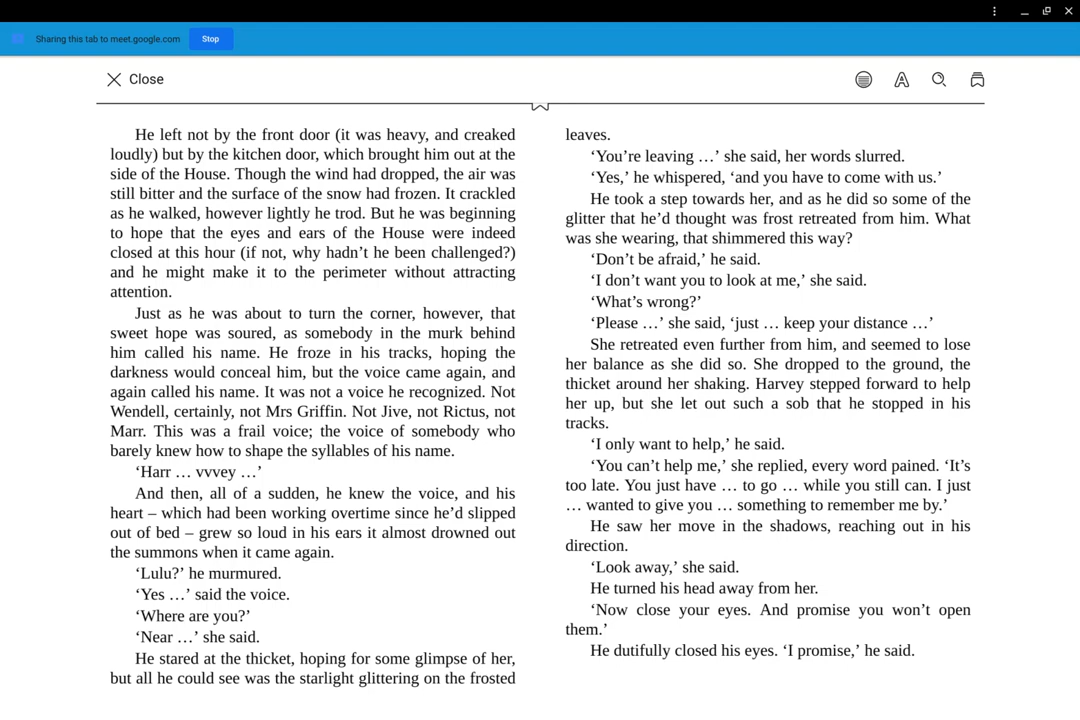 Sharing this tab to meet.google.com Stop
Close
He left not by the front door (it was heavy, and creaked
loudly) but by the kitchen door, which brought him out at the
side of the House. Though the wind had dropped, the air was
still bitter and the surface of the snow had frozen. It crackled
as he walked, however lightly he trod. But he was beginning
to hope that the eyes and ears of the House were indeed
closed at this hour (if not, why hadn’t he been challenged?)
and he might make it to the perimeter without attracting
attention.
Just as he was about to turn the corner, however, that
sweet hope was soured, as somebody in the murk behind
him called his name. He froze in his tracks, hoping the
darkness would conceal him, but the voice came again, and
again called his name. It was not a voice he recognized. Not
Wendell, certainly, not Mrs Griffin. Not Jive, not Rictus, not
Marr. This was a frail voice; the voice of somebody who
barely knew how to shape the syllables of his name.
‘Harr … vvvey …’
And then, all of a sudden, he knew the voice, and his
heart – which had been working overtime since he’d slipped
out of bed – grew so loud in his ears it almost drowned out
the summons when it came again.
‘Lulu?’ he murmured.
‘Yes …’ said the voice.
‘Where are you?’
‘Near …’ she said.
He stared at the thicket, hoping for some glimpse of her,
but all he could see was the starlight glittering on the frosted
leaves.
‘You’re leaving …’ she said, her words slurred.
‘Yes,’ he whispered, ‘and you have to come with us.’
He took a step towards her, and as he did so some of the
glitter that he’d thought was frost retreated from him. What
was she wearing, that shimmered this way?
‘Don’t be afraid,’ he said.
‘I don’t want you to look at me,’ she said.
‘What’s wrong?’
‘Please …’ she said, ‘just … keep your distance …’
She retreated even further from him, and seemed to lose
her balance as she did so. She dropped to the ground, the
thicket around her shaking. Harvey stepped forward to help
her up, but she let out such a sob that he stopped in his
tracks.
‘I only want to help,’ he said.
‘You can’t help me,’ she replied, every word pained. ‘It’s
too late. You just have … to go … while you still can. I just
… wanted to give you … something to remember me by.’
He saw her move in the shadows, reaching out in his
direction.
‘Look away,’ she said.
He turned his head away from her.
‘Now close your eyes. And promise you won’t open
them.’
He dutifully closed his eyes. ‘I promise,’ he said.